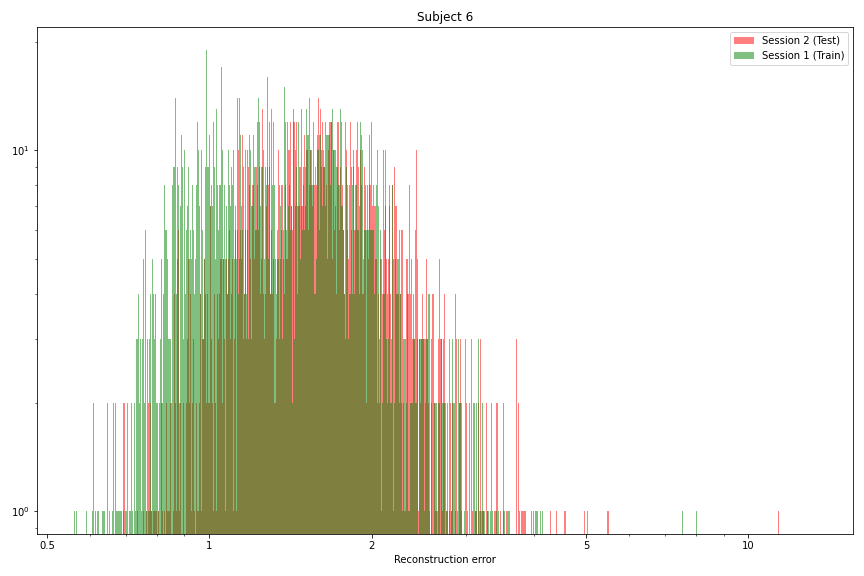 Subject 6
Session 2 (Test)
Session 1 (Train)
10¹
10⁰
0.5 1 2 5 10
Reconstruction error